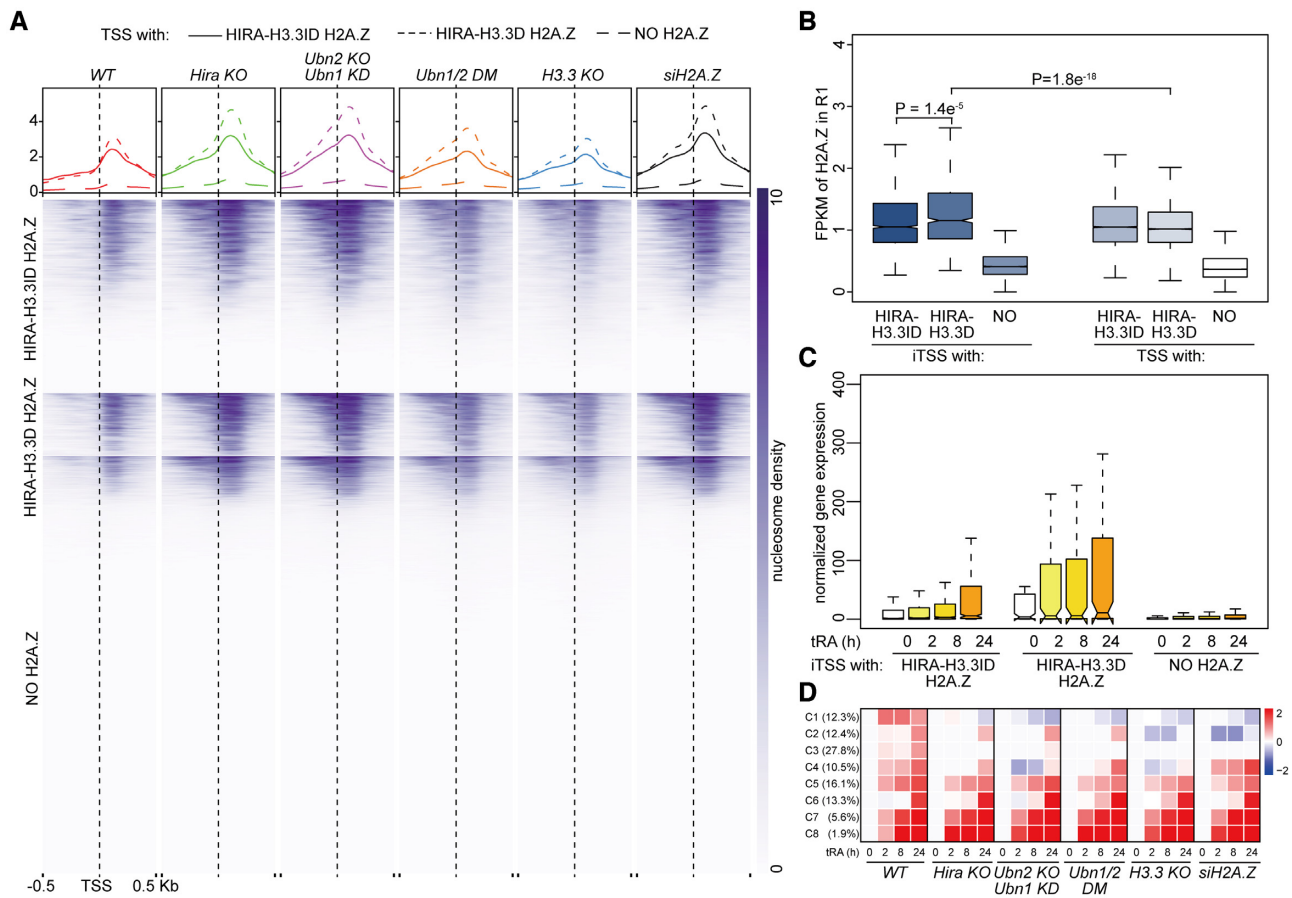 A
TSS with: HIRA-H3.3ID H2A.Z HIRA-H3.3D H2A.Z NO H2A.Z
WT
Hira KO
Ubn2 KO
Ubn1 KD
Ubn1/2 DM
H3.3 KO
siH2A.Z
4
2
0
HIRA-H3.3ID H2A.Z
HIRA-H3.3D H2A.Z
NO H2A.Z
10
nucleosome density
0
-0.5 TSS 0.5 Kb
B
FPKM of H2A.Z in R1
4
3
2
1
0
P=1.8e-18
P = 1.4e-5
HIRA-
H3.3ID
HIRA-
H3.3D
NO
HIRA-
H3.3ID
HIRA-
H3.3D
NO
iTSS with: TSS with:
C
normalized gene expression
400
300
200
100
0
tRA (h) 0 2 8 24 0 2 8 24 0 2 8 24
iTSS with: HIRA-H3.3ID
H2A.Z
HIRA-H3.3D
H2A.Z
NO H2A.Z
D
C1 (12.3%)
C2 (12.4%)
C3 (27.8%)
C4 (10.5%)
C5 (16.1%)
C6 (13.3%)
C7 (5.6%)
C8 (1.9%)
2
0
−2
tRA (h) 0 2 8 24 0 2 8 24 0 2 8 24 0 2 8 24 0 2 8 24 0 2 8 24
WT
Hira KO
Ubn2 KO
Ubn1 KD
Ubn1/2
DM
H3.3 KO
siH2A.Z